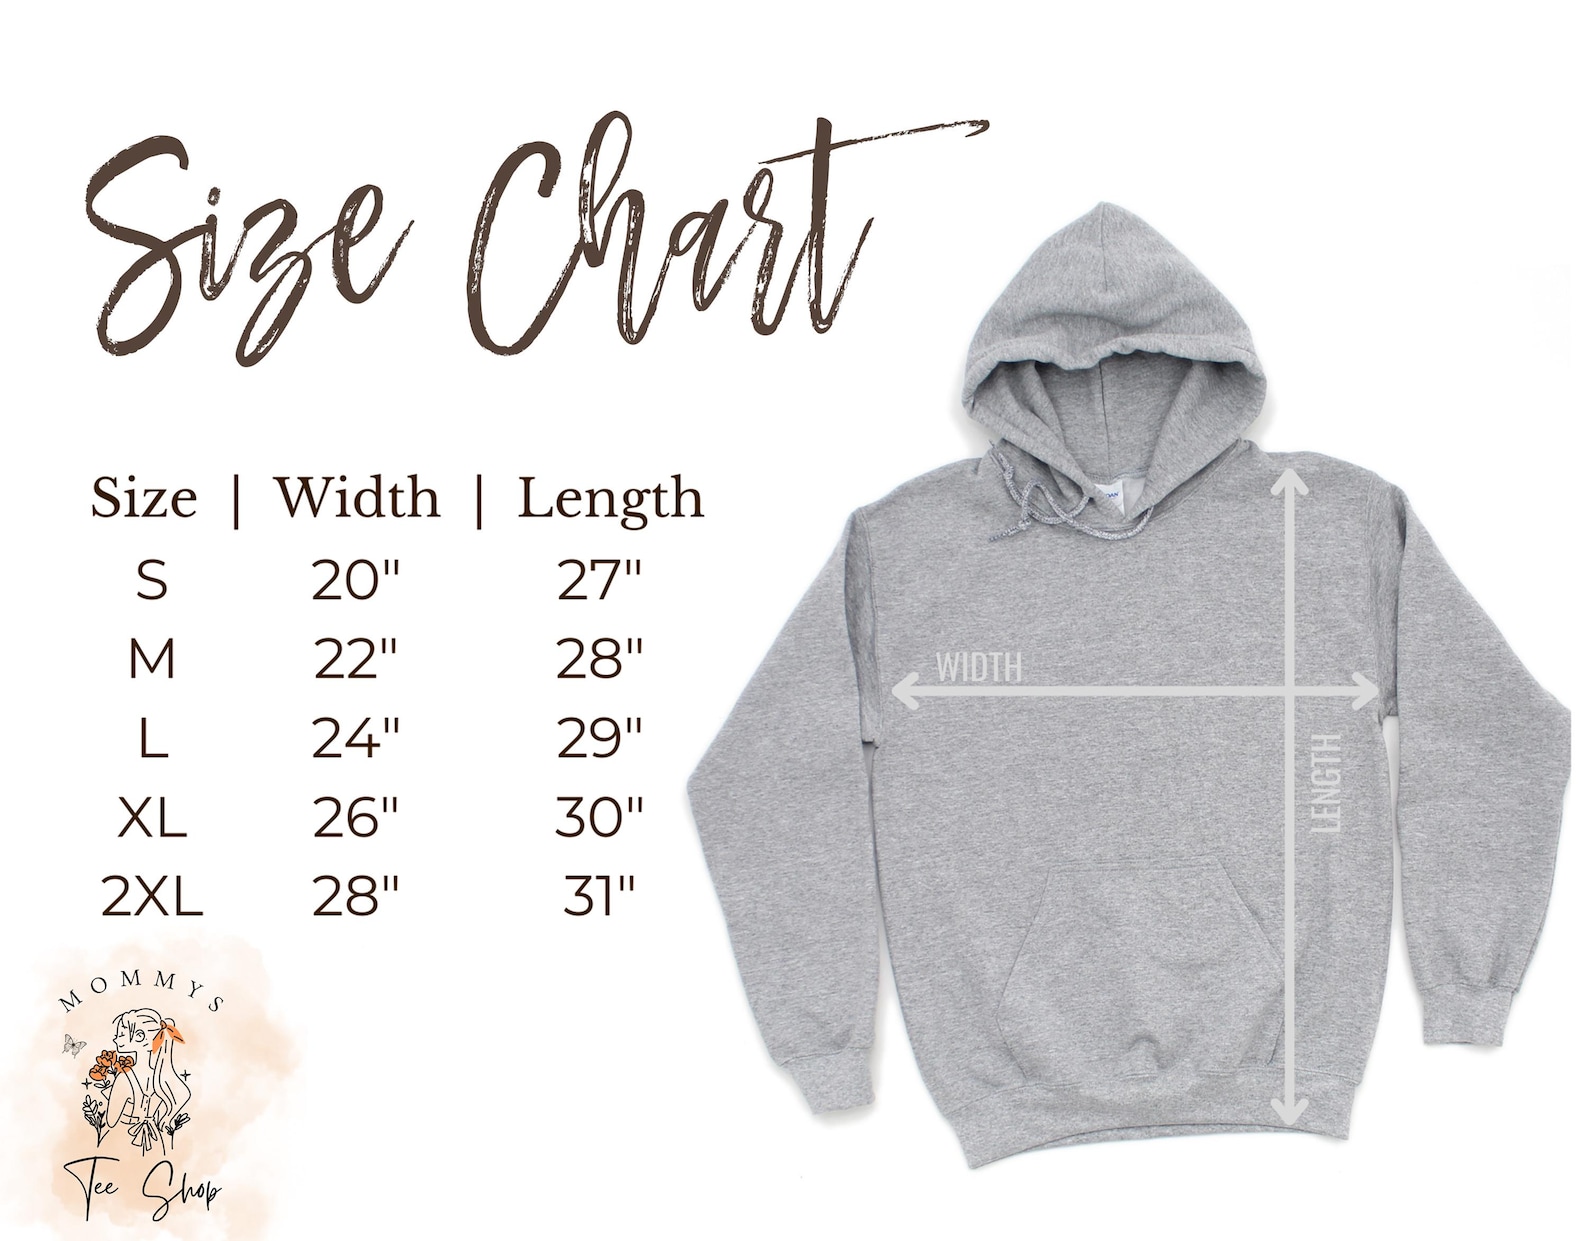 Size Chart
Size | Width | Length
S 20" 27"
M 22" 28"
L 24" 29"
XL 26" 30"
2XL 28" 31"
WIDTH
LENGTH
MOMMYS
Tee Shop